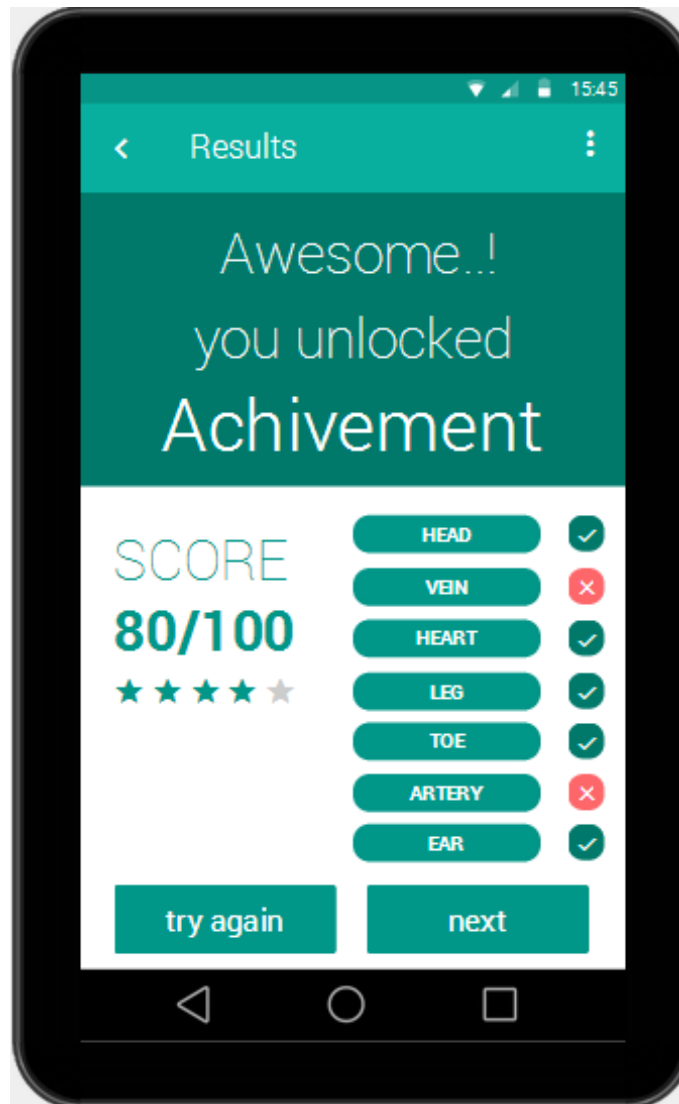 15:45
Results
Awesome..!
you unlocked
Achivement
SCORE
80/100
HEAD
VEIN
HEART
LEG
TOE
ARTERY
EAR
try again
next